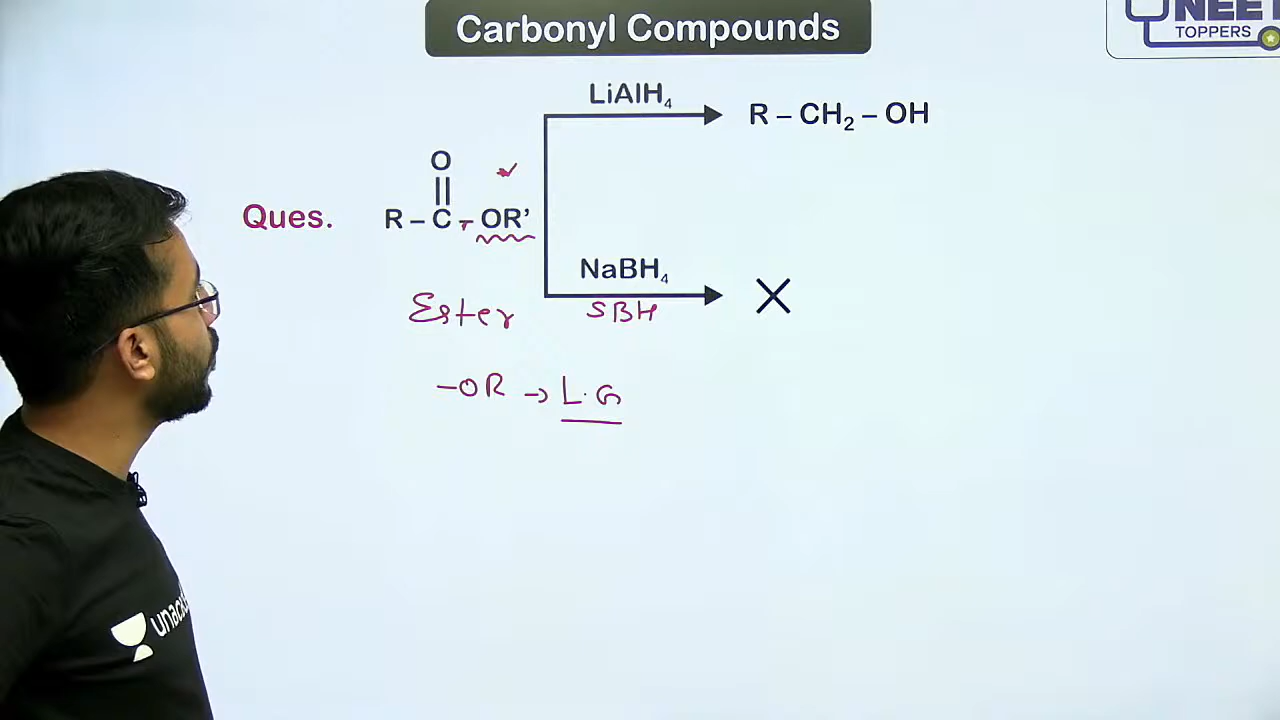 Carbonyl Compounds
NEET
TOPPERS
LiAlH₄
R – CH₂ – OH
O
||
Ques. R – C – OR’
NaBH₄
SBH
Ester
–OR → L.G